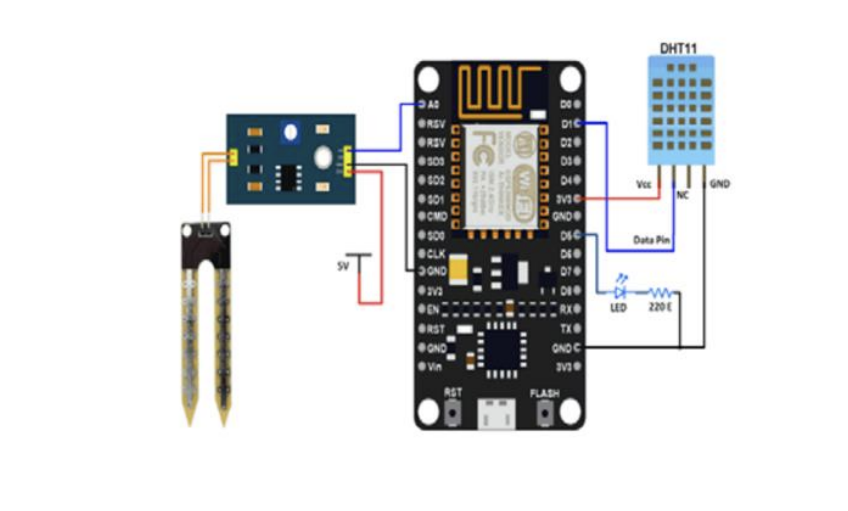 DHT11
A0
RSV
RSV
SD3
SD2
SD1
CMD
SD0
CLK
GND
3V3
EN
RST
GND
Vin
D0
D1
D2
D3
D4
3V3
GND
D5
D6
D7
D8
RX
TX
GND
3V3
FC
WiFi
Vcc
NC
GND
Data Pin
5V
LED
220 E
RST
FLASH